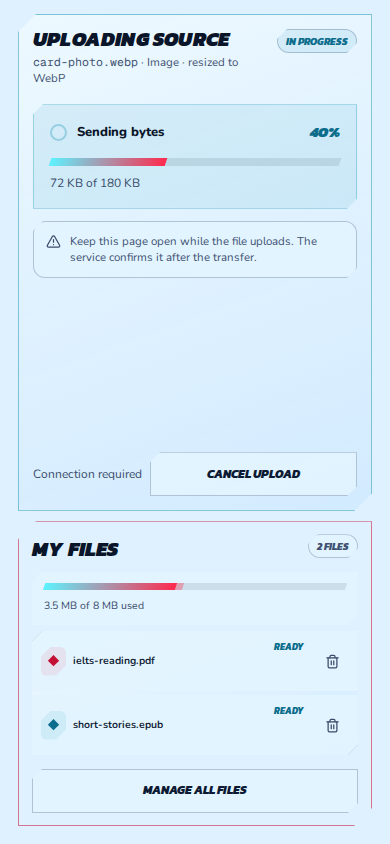 UPLOADING SOURCE
IN PROGRESS
card-photo.webp · Image · resized to
WebP
Sending bytes
40%
72 KB of 180 KB
Keep this page open while the file uploads. The
service confirms it after the transfer.
Connection required
CANCEL UPLOAD
MY FILES
2 FILES
3.5 MB of 8 MB used
READY
ielts-reading.pdf
READY
short-stories.epub
MANAGE ALL FILES